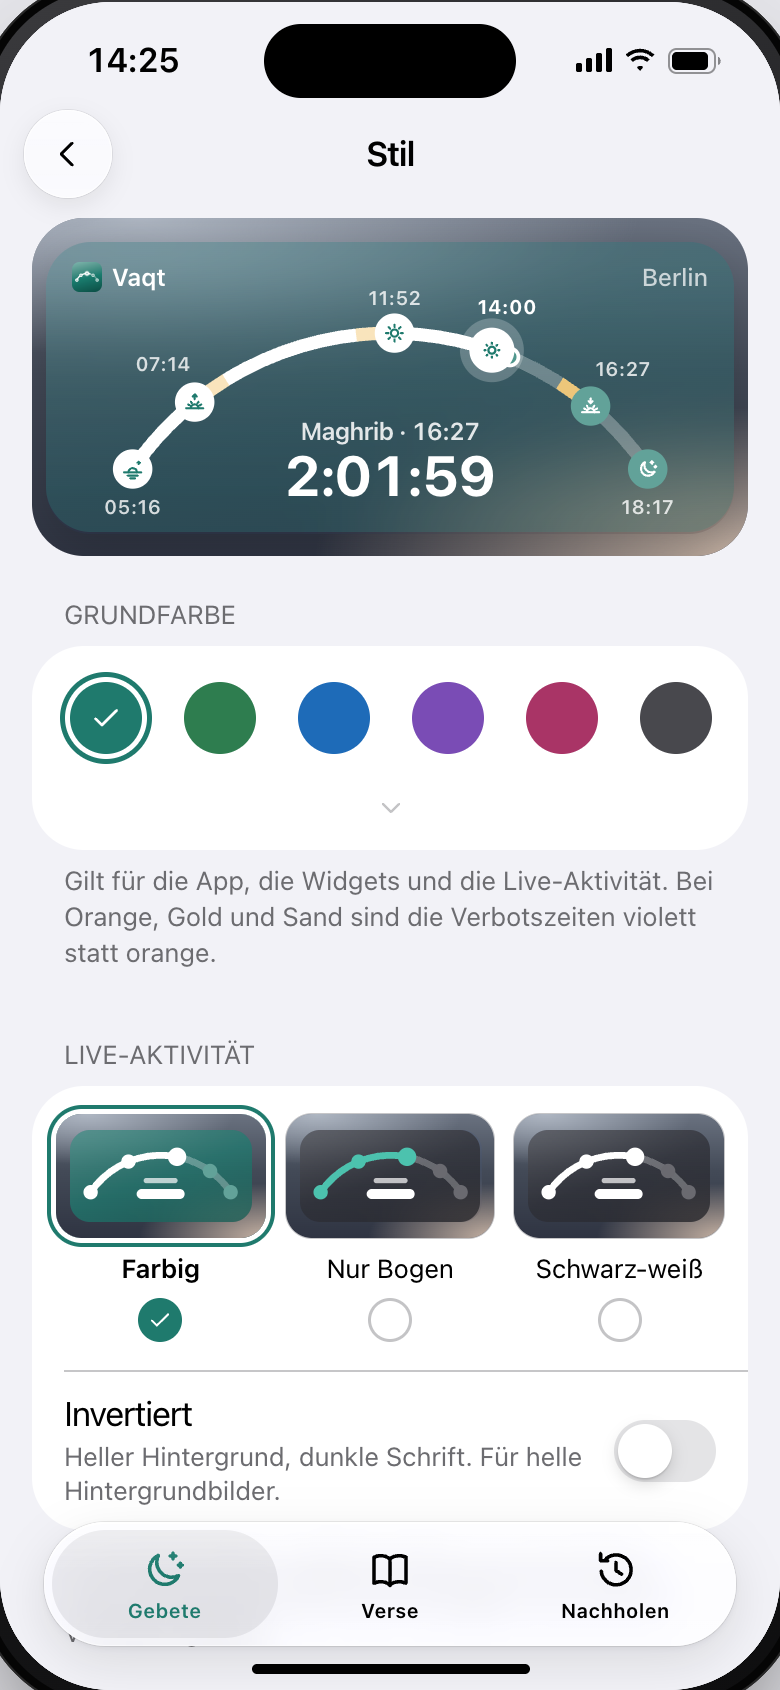 14:25
Stil
Vaqt
Berlin
11:52
14:00
07:14
16:27
Maghrib · 16:27
2:01:59
05:16
18:17
GRUNDFARBE
Gilt für die App, die Widgets und die Live-Aktivität. Bei
Orange, Gold und Sand sind die Verbotszeiten violett
statt orange.
LIVE-AKTIVITÄT
Farbig
Nur Bogen
Schwarz-weiß
Invertiert
Heller Hintergrund, dunkle Schrift. Für helle
Hintergrundbilder.
Gebete
Verse
Nachholen